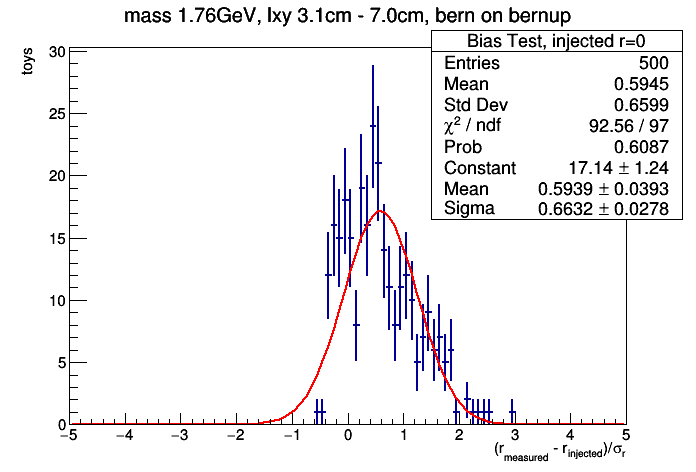 mass 1.76GeV, lxy 3.1cm - 7.0cm, bern on bernup
Bias Test, injected r=0
Entries 500
Mean 0.5945
Std Dev 0.6599
χ² / ndf 92.56 / 97
Prob 0.6087
Constant 17.14 ± 1.24
Mean 0.5939 ± 0.0393
Sigma 0.6632 ± 0.0278
toys
30
25
20
15
10
5
0
−5 −4 −3 −2 −1 0 1 2 3 4 5
(r_measured - r_injected)/σ_r